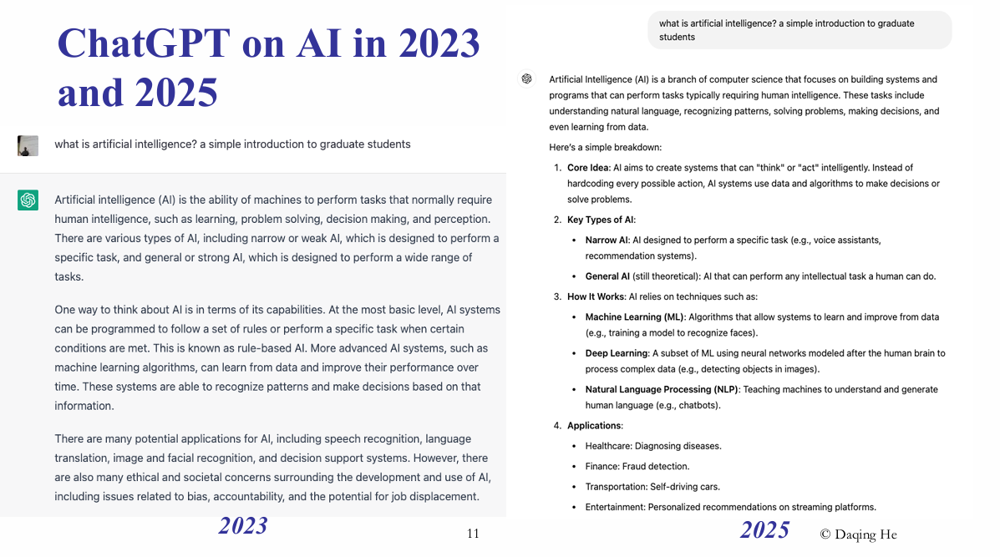 ChatGPT on AI in 2023
and 2025
what is artificial intelligence? a simple introduction to graduate students
Artificial intelligence (AI) is the ability of machines to perform tasks that normally require
human intelligence, such as learning, problem solving, decision making, and perception.
There are various types of AI, including narrow or weak AI, which is designed to perform a
specific task, and general or strong AI, which is designed to perform a wide range of
tasks.
One way to think about AI is in terms of its capabilities. At the most basic level, AI systems
can be programmed to follow a set of rules or perform a specific task when certain
conditions are met. This is known as rule-based AI. More advanced AI systems, such as
machine learning algorithms, can learn from data and improve their performance over
time. These systems are able to recognize patterns and make decisions based on that
information.
There are many potential applications for AI, including speech recognition, language
translation, image and facial recognition, and decision support systems. However, there
are also many ethical and societal concerns surrounding the development and use of AI,
including issues related to bias, accountability, and the potential for job displacement.
2023
11
what is artificial intelligence? a simple introduction to graduate
students
Artificial Intelligence (AI) is a branch of computer science that focuses on building systems and
programs that can perform tasks typically requiring human intelligence. These tasks include
understanding natural language, recognizing patterns, solving problems, making decisions, and
even learning from data.
Here's a simple breakdown:
1. Core Idea: AI aims to create systems that can "think" or "act" intelligently. Instead of
hardcoding every possible action, AI systems use data and algorithms to make decisions or
solve problems.
2. Key Types of AI:
• Narrow AI: AI designed to perform a specific task (e.g., voice assistants,
recommendation systems).
• General AI (still theoretical): AI that can perform any intellectual task a human can do.
3. How It Works: AI relies on techniques such as:
• Machine Learning (ML): Algorithms that allow systems to learn and improve from data
(e.g., training a model to recognize faces).
• Deep Learning: A subset of ML using neural networks modeled after the human brain to
process complex data (e.g., detecting objects in images).
• Natural Language Processing (NLP): Teaching machines to understand and generate
human language (e.g., chatbots).
4. Applications:
• Healthcare: Diagnosing diseases.
• Finance: Fraud detection.
• Transportation: Self-driving cars.
• Entertainment: Personalized recommendations on streaming platforms.
2025
© Daqing He